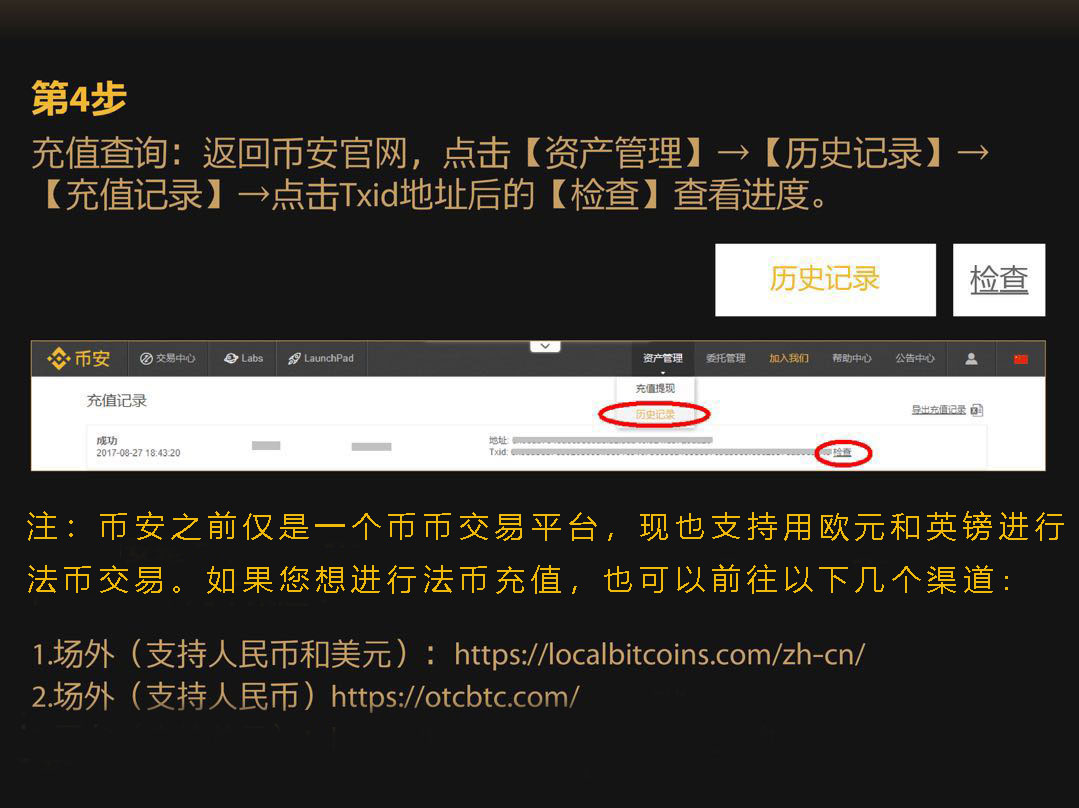 第4步
充值查询：返回币安官网，点击【资产管理】→【历史记录】→
【充值记录】→点击Txid地址后的【检查】查看进度。
历史记录 检查
币安 交易中心 Labs LaunchPad 资产管理 委托管理 加入我们 帮助中心 公告中心
充值提现
充值记录
历史记录 导出充值记录
成功 地址:
2017-08-27 18:43:20 Txid: 检查
注：币安之前仅是一个币币交易平台，现也支持用欧元和英镑进行
法币交易。如果您想进行法币充值，也可以前往以下几个渠道：
1.场外（支持人民币和美元）：https://localbitcoins.com/zh-cn/
2.场外（支持人民币）https://otcbtc.com/